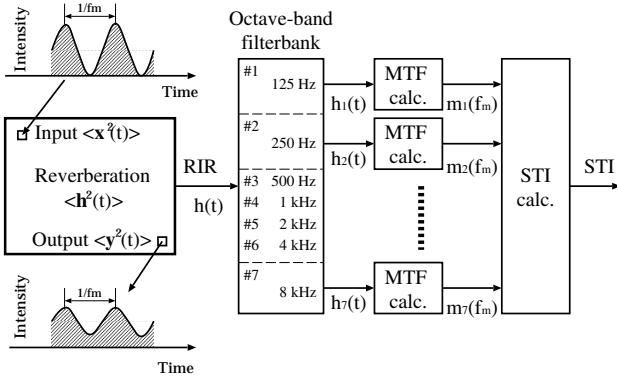 Intensity
1/fm
Time
Input <x²(t)>
Reverberation
<h²(t)>
Output <y²(t)>
Intensity
1/fm
Time
RIR
h(t)
Octave-band
filterbank
#1
125 Hz
#2
250 Hz
#3 500 Hz
#4 1 kHz
#5 2 kHz
#6 4 kHz
#7
8 kHz
h₁(t)
h₂(t)
h₇(t)
MTF
calc.
MTF
calc.
MTF
calc.
m₁(fₘ)
m₂(fₘ)
m₇(fₘ)
STI
calc.
STI